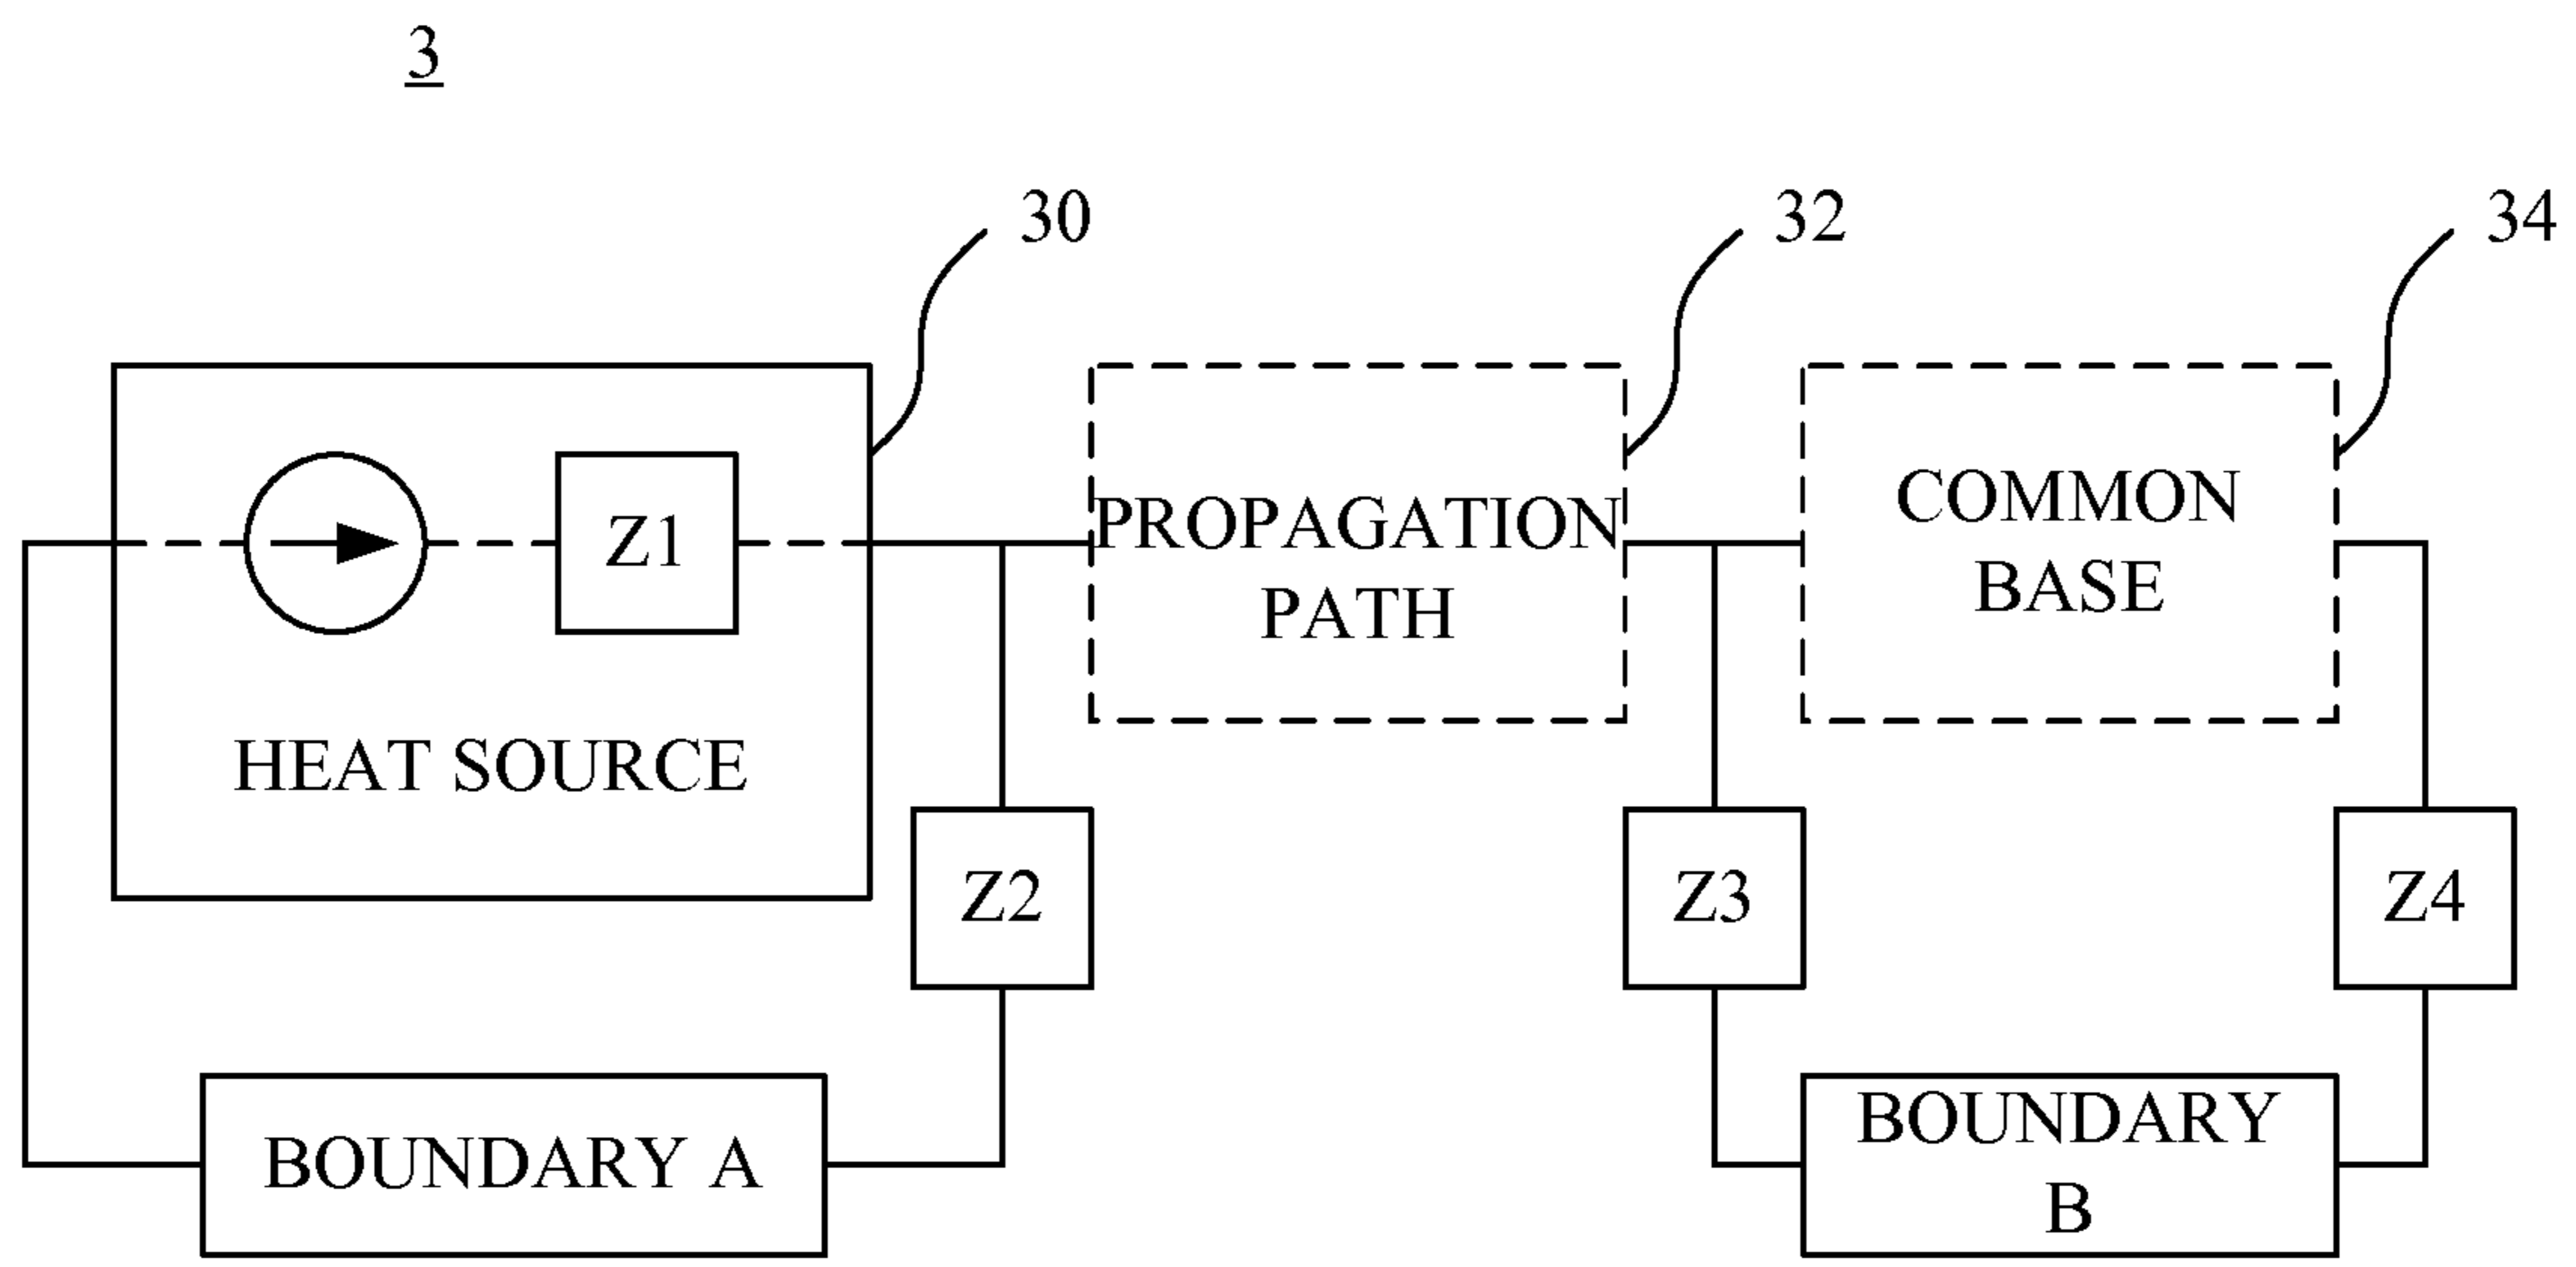 3
30
32
34
Z1
HEAT SOURCE
PROPAGATION
PATH
COMMON
BASE
Z2
Z3
Z4
BOUNDARY A
BOUNDARY
B